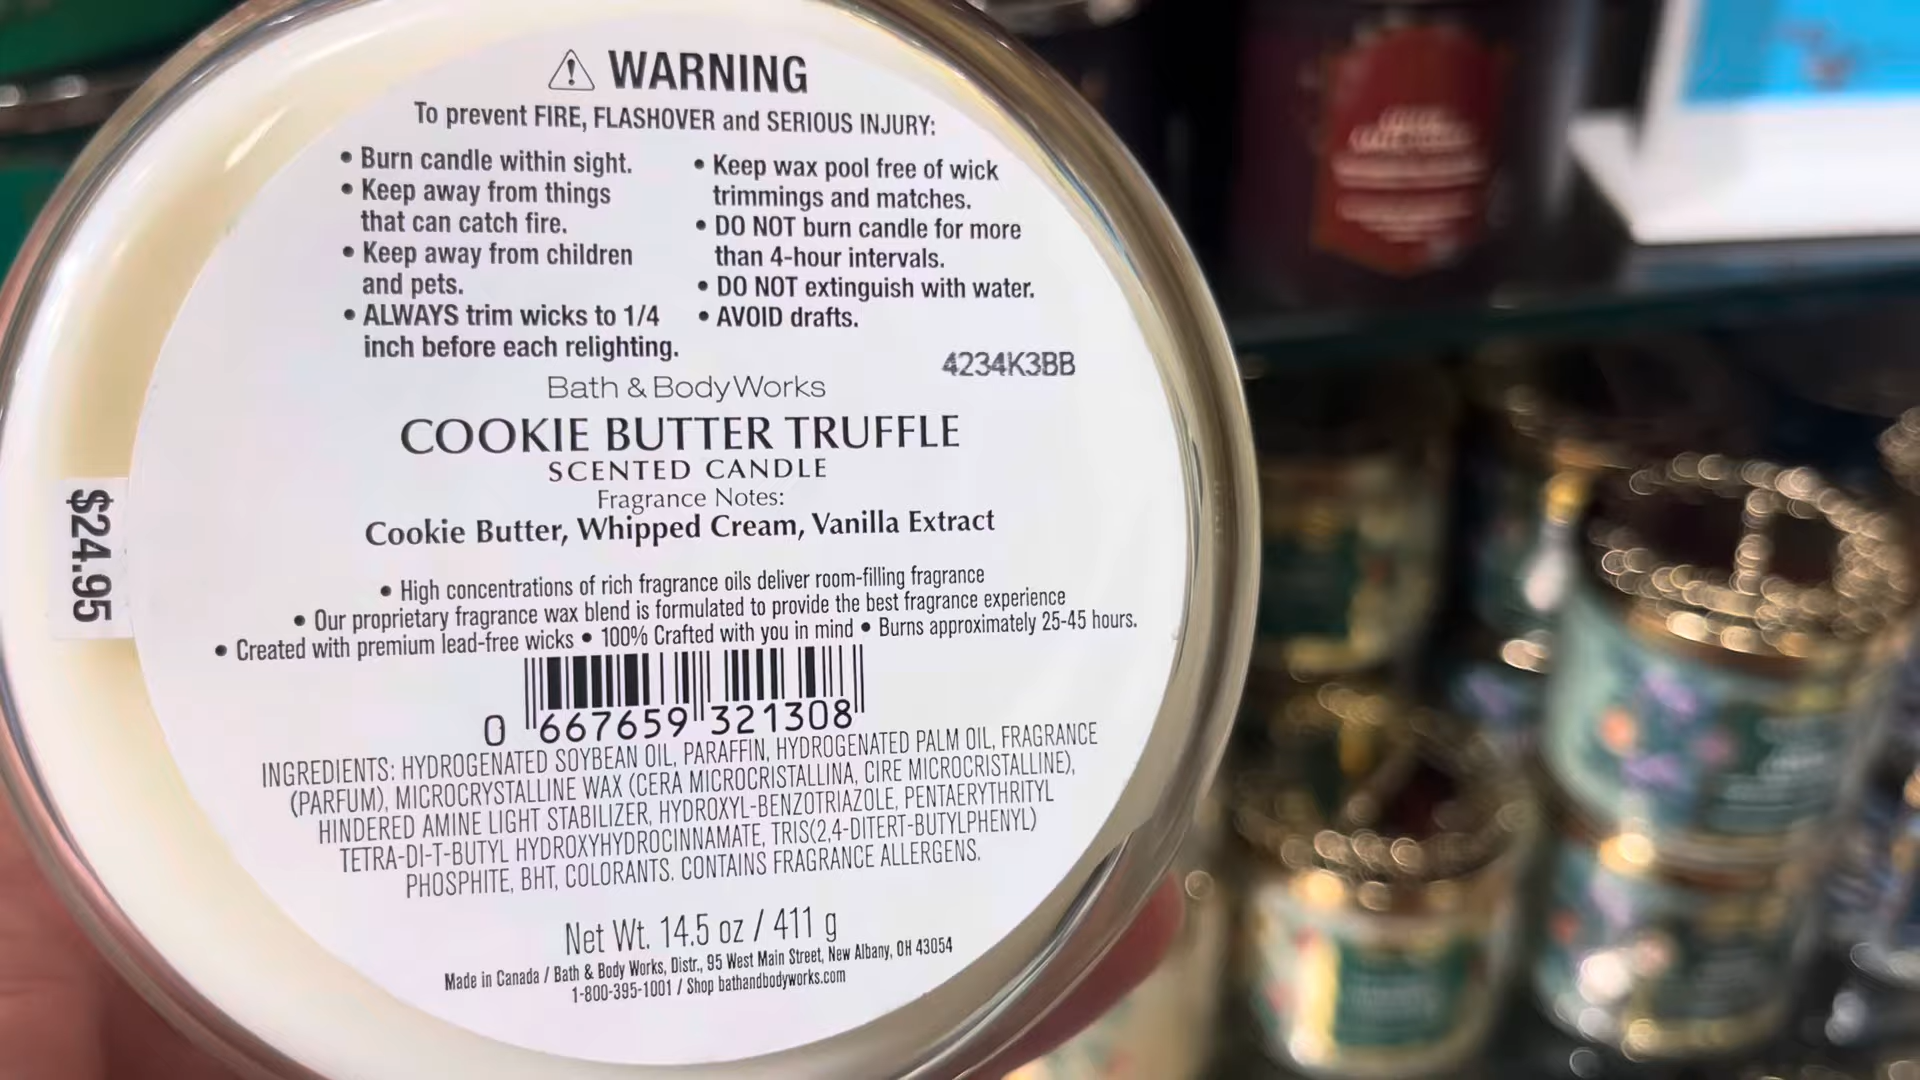 WARNING
To prevent FIRE, FLASHOVER and SERIOUS INJURY:
• Burn candle within sight.
• Keep away from things
that can catch fire.
• Keep away from children
and pets.
• ALWAYS trim wicks to 1/4
inch before each relighting.
• Keep wax pool free of wick
trimmings and matches.
• DO NOT burn candle for more
than 4-hour intervals.
• DO NOT extinguish with water.
• AVOID drafts.
4234K3BB
Bath & Body Works
COOKIE BUTTER TRUFFLE
SCENTED CANDLE
Fragrance Notes:
Cookie Butter, Whipped Cream, Vanilla Extract
• High concentrations of rich fragrance oils deliver room-filling fragrance
• Our proprietary fragrance wax blend is formulated to provide the best fragrance experience
• Created with premium lead-free wicks • 100% Crafted with you in mind • Burns approximately 25-45 hours.
0 667659 321308
INGREDIENTS: HYDROGENATED SOYBEAN OIL, PARAFFIN, HYDROGENATED PALM OIL, FRAGRANCE
(PARFUM), MICROCRYSTALLINE WAX (CERA MICROCRISTALLINA, CIRE MICROCRISTALLINE),
HINDERED AMINE LIGHT STABILIZER, HYDROXYL-BENZOTRIAZOLE, PENTAERYTHRITYL
TETRA-DI-T-BUTYL HYDROXYHYDROCINNAMATE, TRIS(2,4-DITERT-BUTYLPHENYL)
PHOSPHITE, BHT, COLORANTS. CONTAINS FRAGRANCE ALLERGENS.
Net Wt. 14.5 oz / 411 g
Made in Canada / Bath & Body Works, Distr., 95 West Main Street, New Albany, OH 43054
1-800-395-1001 / Shop bathandbodyworks.com
$24.95